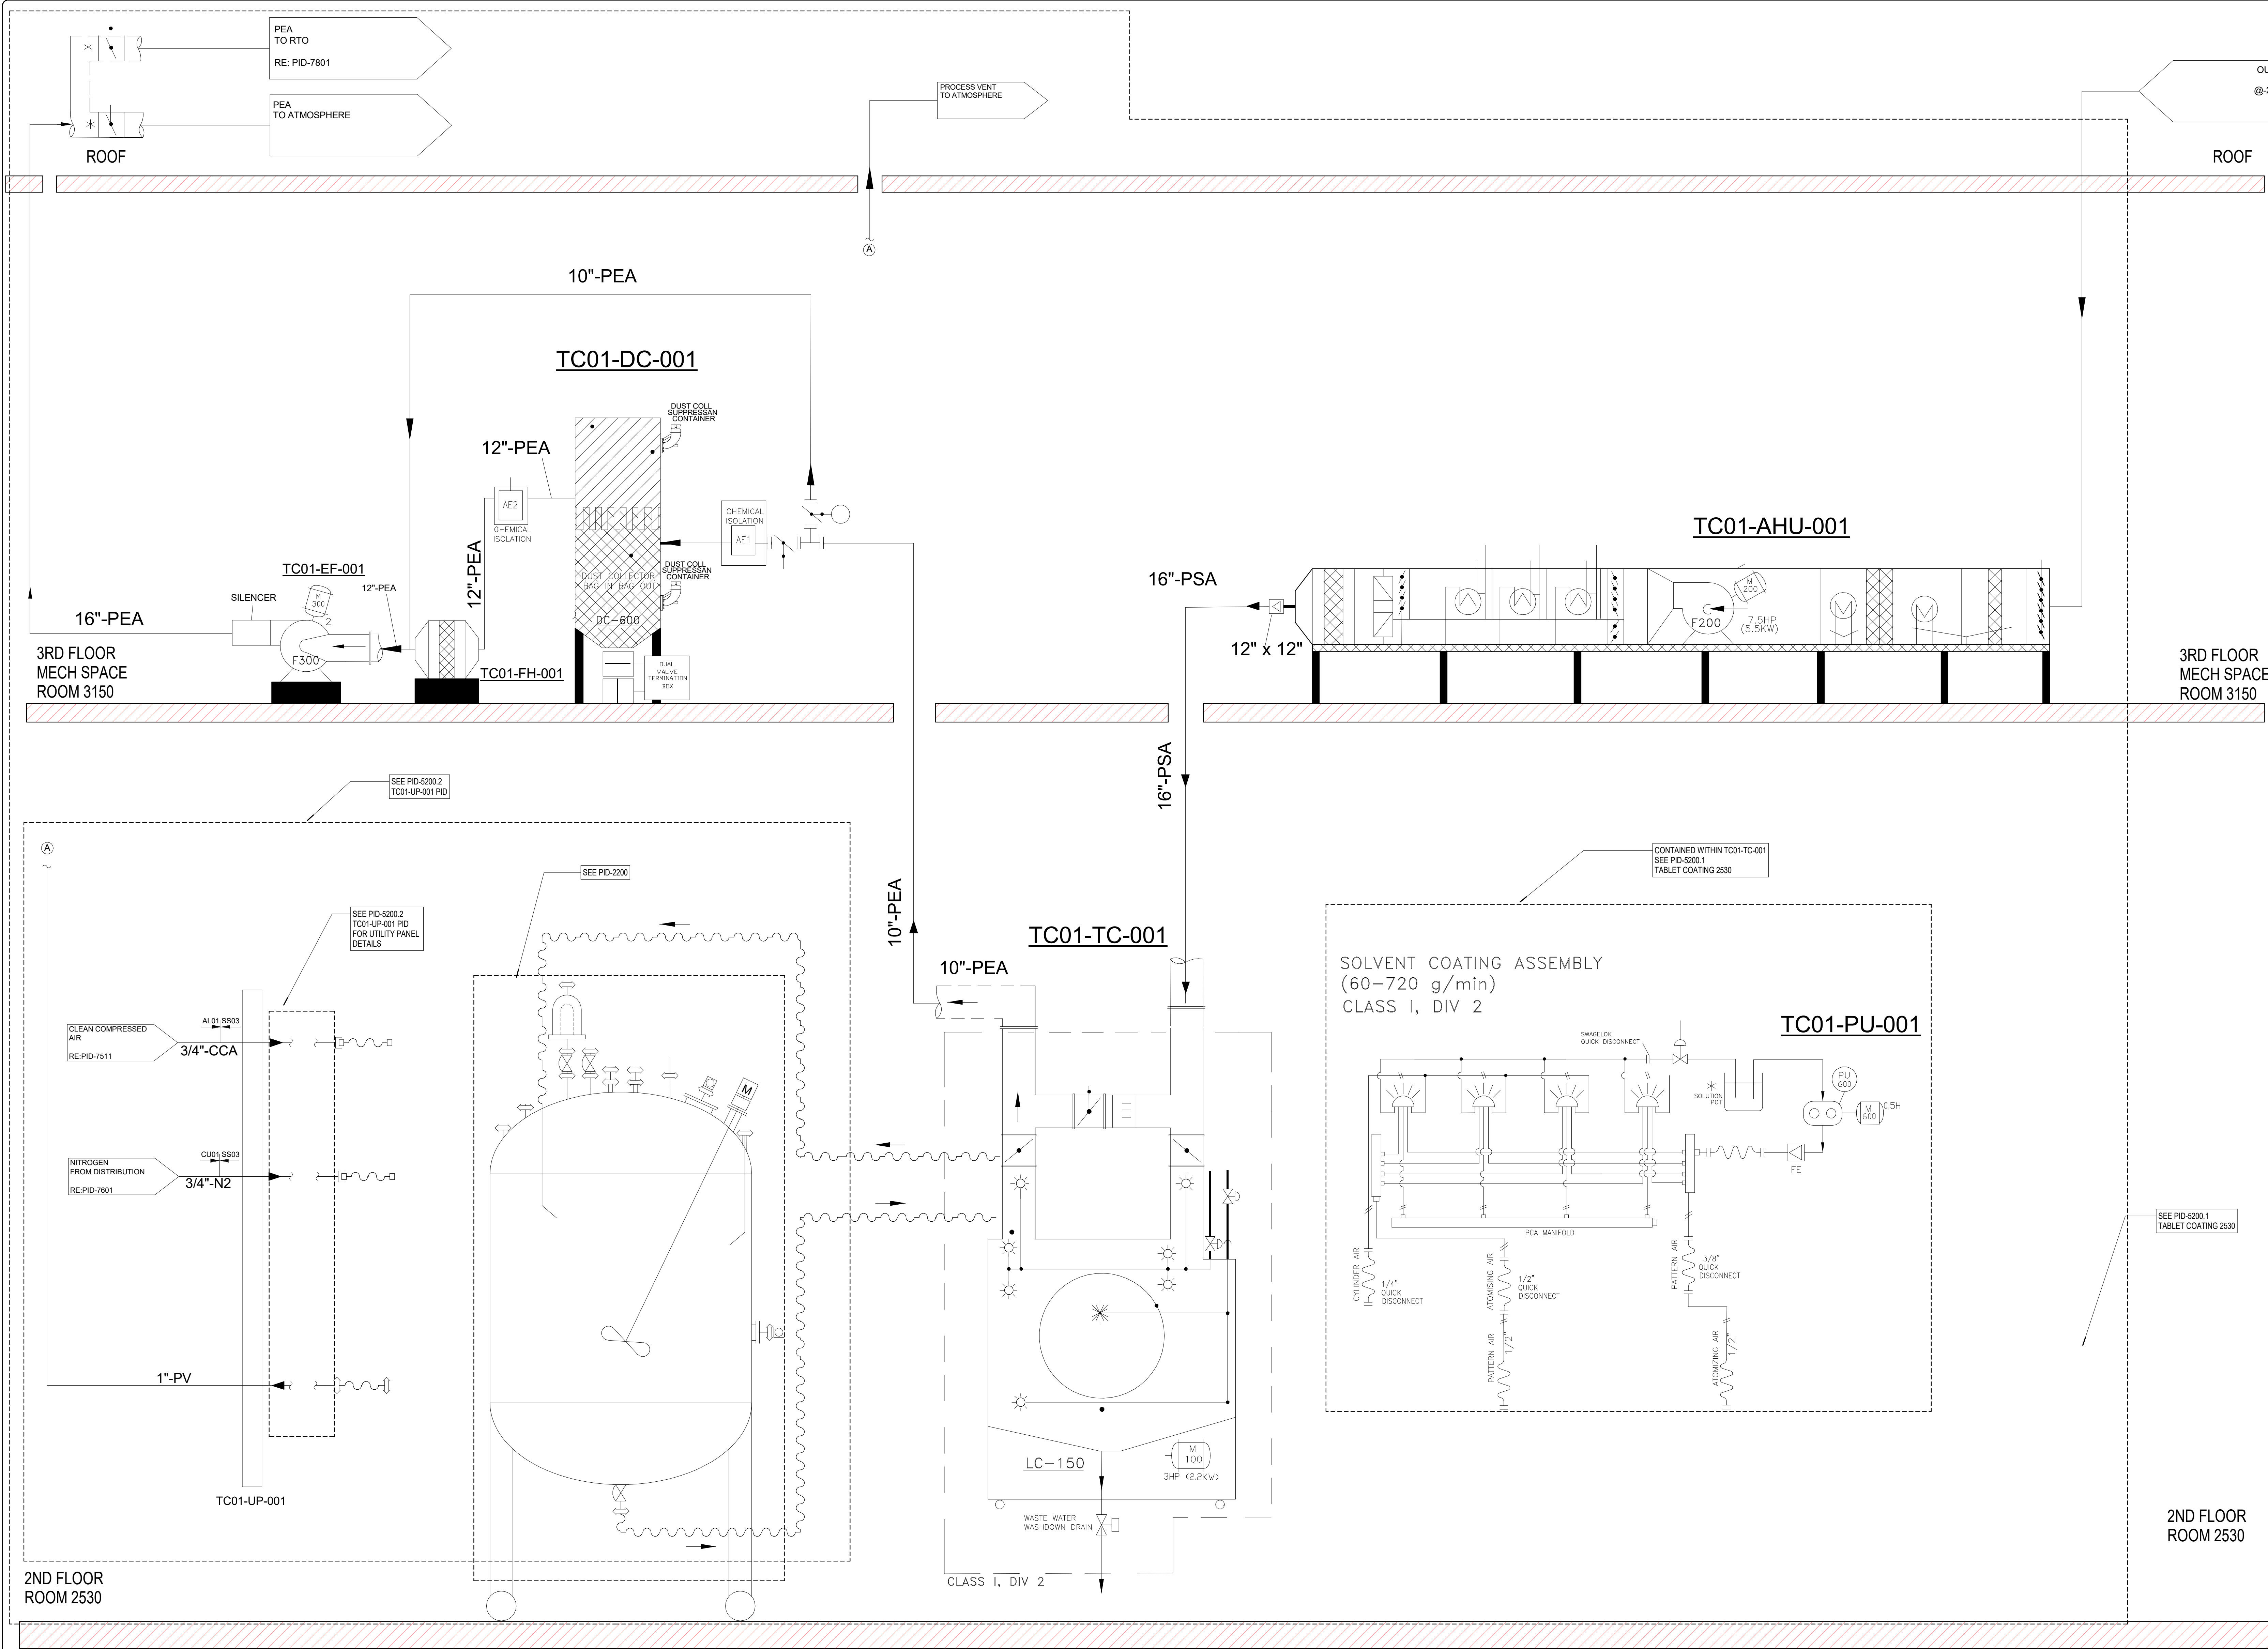 PEA
TO RTO
RE: PID-7801
PEA
TO ATMOSPHERE
ROOF
PROCESS VENT
TO ATMOSPHERE
ROOF
A
10"-PEA
TC01-DC-001
DUST COLL
SUPPRESSAN
CONTAINER
12"-PEA
AE2
CHEMICAL
ISOLATION
CHEMICAL
ISOLATION
AE1
12"-PEA
DUST COLL
SUPPRESSAN
CONTAINER
DUST COLLECTOR
BAG IN BAG OUT
DC-600
TC01-EF-001
12"-PEA
SILENCER
M
300
2
F300
16"-PEA
TC01-FH-001
DUAL
VALVE
TERMINATION
BOX
3RD FLOOR
MECH SPACE
ROOM 3150
TC01-AHU-001
16"-PSA
12" x 12"
M
200
F200
7.5HP
(5.5KW)
3RD FLOOR
MECH SPACE
ROOM 3150
16"-PSA
SEE PID-5200.2
TC01-UP-001 PID
A
SEE PID-2200
SEE PID-5200.2
TC01-UP-001 PID
FOR UTILITY PANEL
DETAILS
CLEAN COMPRESSED
AIR
RE:PID-7511
AL01 SS03
3/4"-CCA
NITROGEN
FROM DISTRIBUTION
RE:PID-7601
CU01 SS03
3/4"-N2
1"-PV
TC01-UP-001
M
10"-PEA
10"-PEA
TC01-TC-001
LC-150
M
100
3HP (2.2KW)
WASTE WATER
WASHDOWN DRAIN
CLASS I, DIV 2
CONTAINED WITHIN TC01-TC-001
SEE PID-5200.1
TABLET COATING 2530
SOLVENT COATING ASSEMBLY
(60-720 g/min)
CLASS I, DIV 2
TC01-PU-001
SWAGELOK
QUICK DISCONNECT
SOLUTION
POT
PU
600
M
600
0.5H
FE
PCA MANIFOLD
CYLINDER AIR
1/4"
QUICK
DISCONNECT
ATOMISING AIR
1/2"
QUICK
DISCONNECT
PATTERN AIR
3/8"
QUICK
DISCONNECT
PATTERN AIR
1/2"
ATOMIZING AIR
1/2"
SEE PID-5200.1
TABLET COATING 2530
2ND FLOOR
ROOM 2530
2ND FLOOR
ROOM 2530